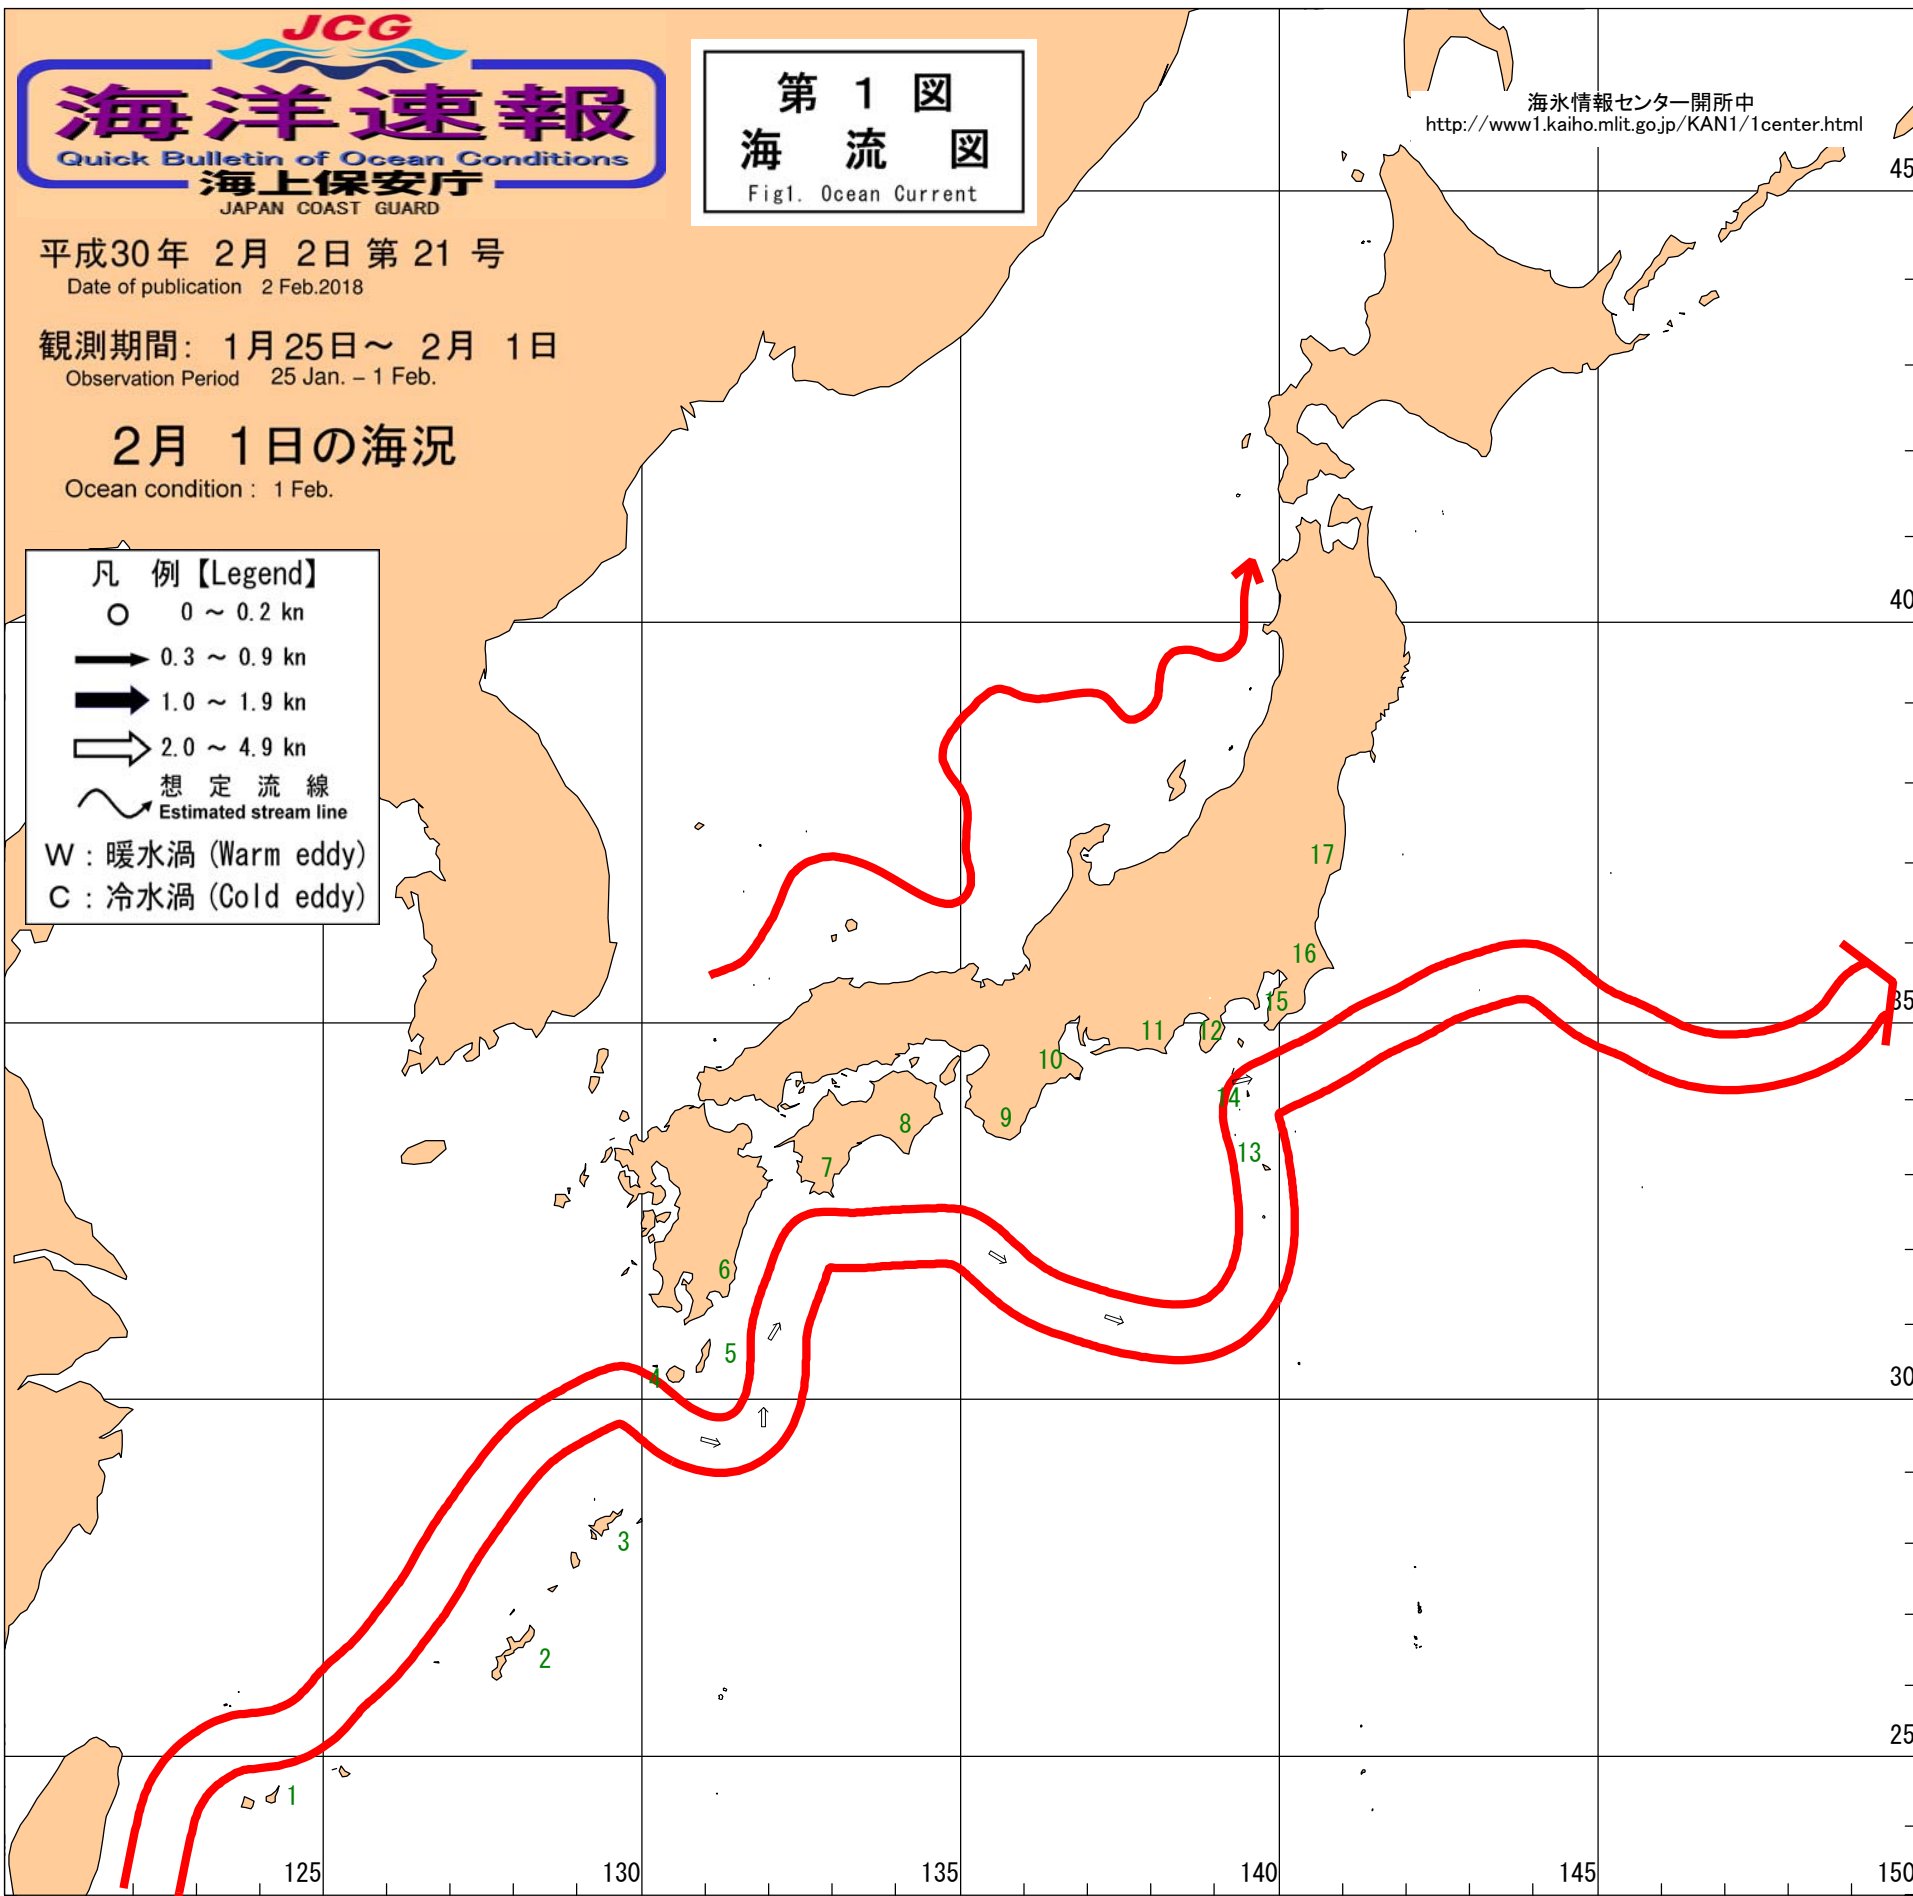 JCG
海洋速報
Quick Bulletin of Ocean Conditions
海上保安庁
JAPAN COAST GUARD
第 1 図
海 流 図
Fig1. Ocean Current
海氷情報センター開所中
http://www1.kaiho.mlit.go.jp/KAN1/1center.html
平成30年 2月 2日 第 21 号
Date of publication 2 Feb.2018
観測期間: 1月25日~ 2月 1日
Observation Period 25 Jan. – 1 Feb.
2月 1日の海況
Ocean condition : 1 Feb.
凡 例【Legend】
0 ~ 0.2 kn
0.3 ~ 0.9 kn
1.0 ~ 1.9 kn
2.0 ~ 4.9 kn
想 定 流 線
Estimated stream line
W : 暖水渦 (Warm eddy)
C : 冷水渦 (Cold eddy)
45
40
35
30
25
17
16
15
12
11
10
14
9
8
13
7
6
5
4
3
2
1
125
130
135
140
145
150